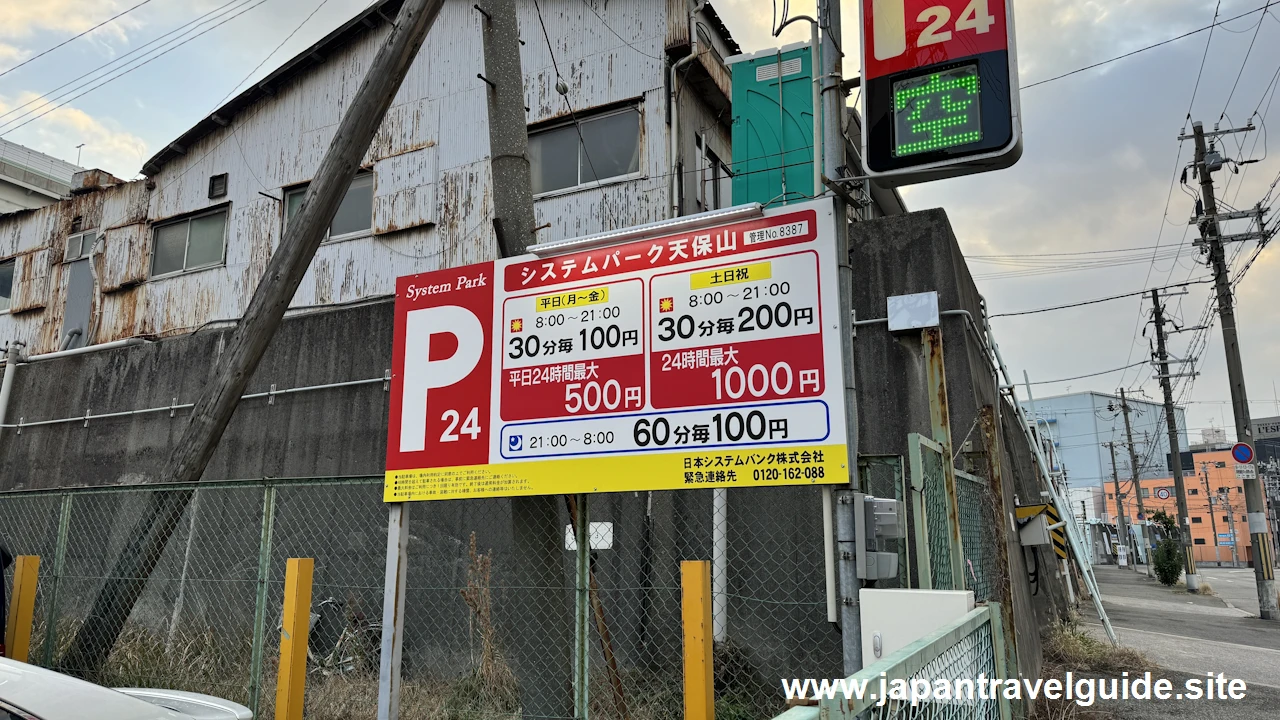 24
空
System Park
P
24
システムパーク天保山 管理No.8387
平日(月〜金)
8:00〜21:00
30分毎100円
平日24時間最大
500円
土日祝
8:00〜21:00
30分毎200円
24時間最大
1000円
21:00〜8:00 60分毎100円
日本システムバンク株式会社
緊急連絡先 0120-162-088
www.japantravelguide.site